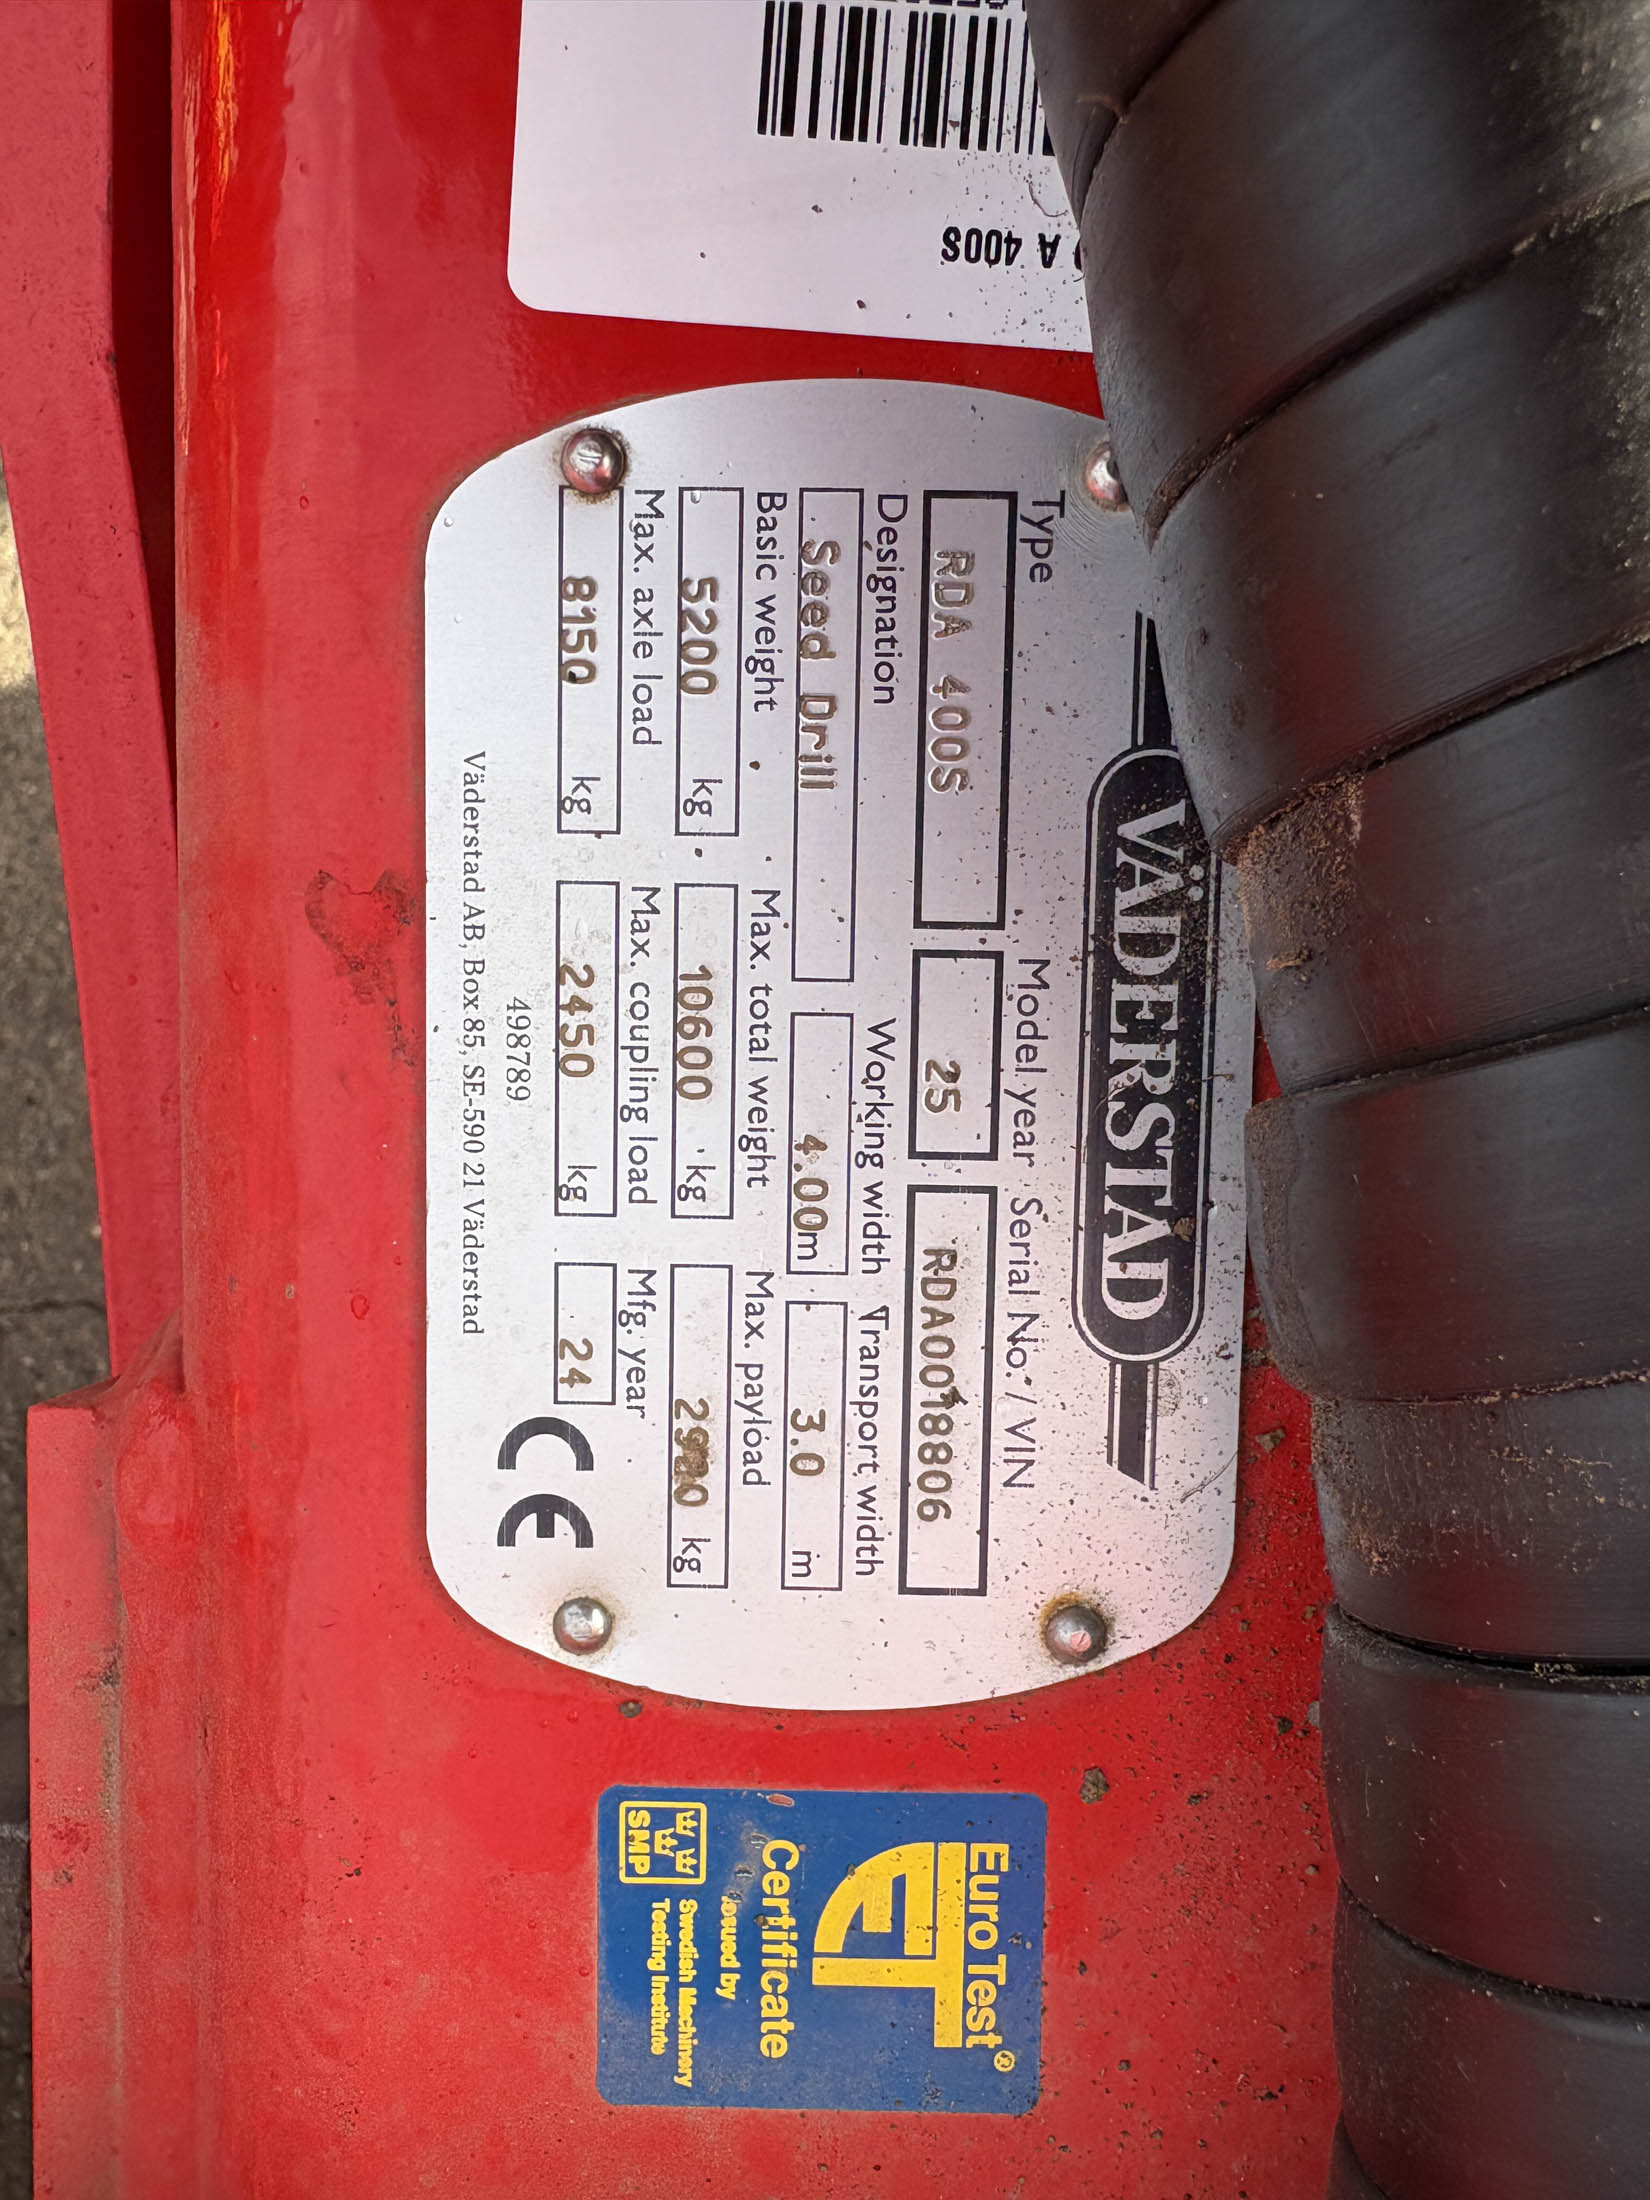 A 400S
VÄDERSTAD
Type Model year Serial No. / VIN
RDA 400S 25 RDA0018806
Designation Working width Transport width
Seed Drill 4.00m 3.0 m
Basic weight Max. total weight Max. payload
5200 kg 10600 kg kg
Max. axle load Max. coupling load Mfg. year
8150 kg 2450 kg 24
498789
CE
Väderstad AB, Box 85, SE-590 21 Väderstad
EuroTest®
ET
Certificate
issued by
SMP
Swedish Machinery
Testing Institute